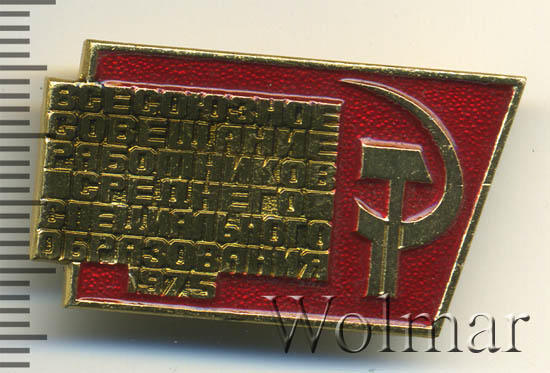 ВСЕСОЮЗНОЕ
СОВЕЩАНИЕ
РАБОТНИКОВ
СРЕДНЕГО
СПЕЦИАЛЬНОГО
ОБРАЗОВАНИЯ
1975
Wolmar